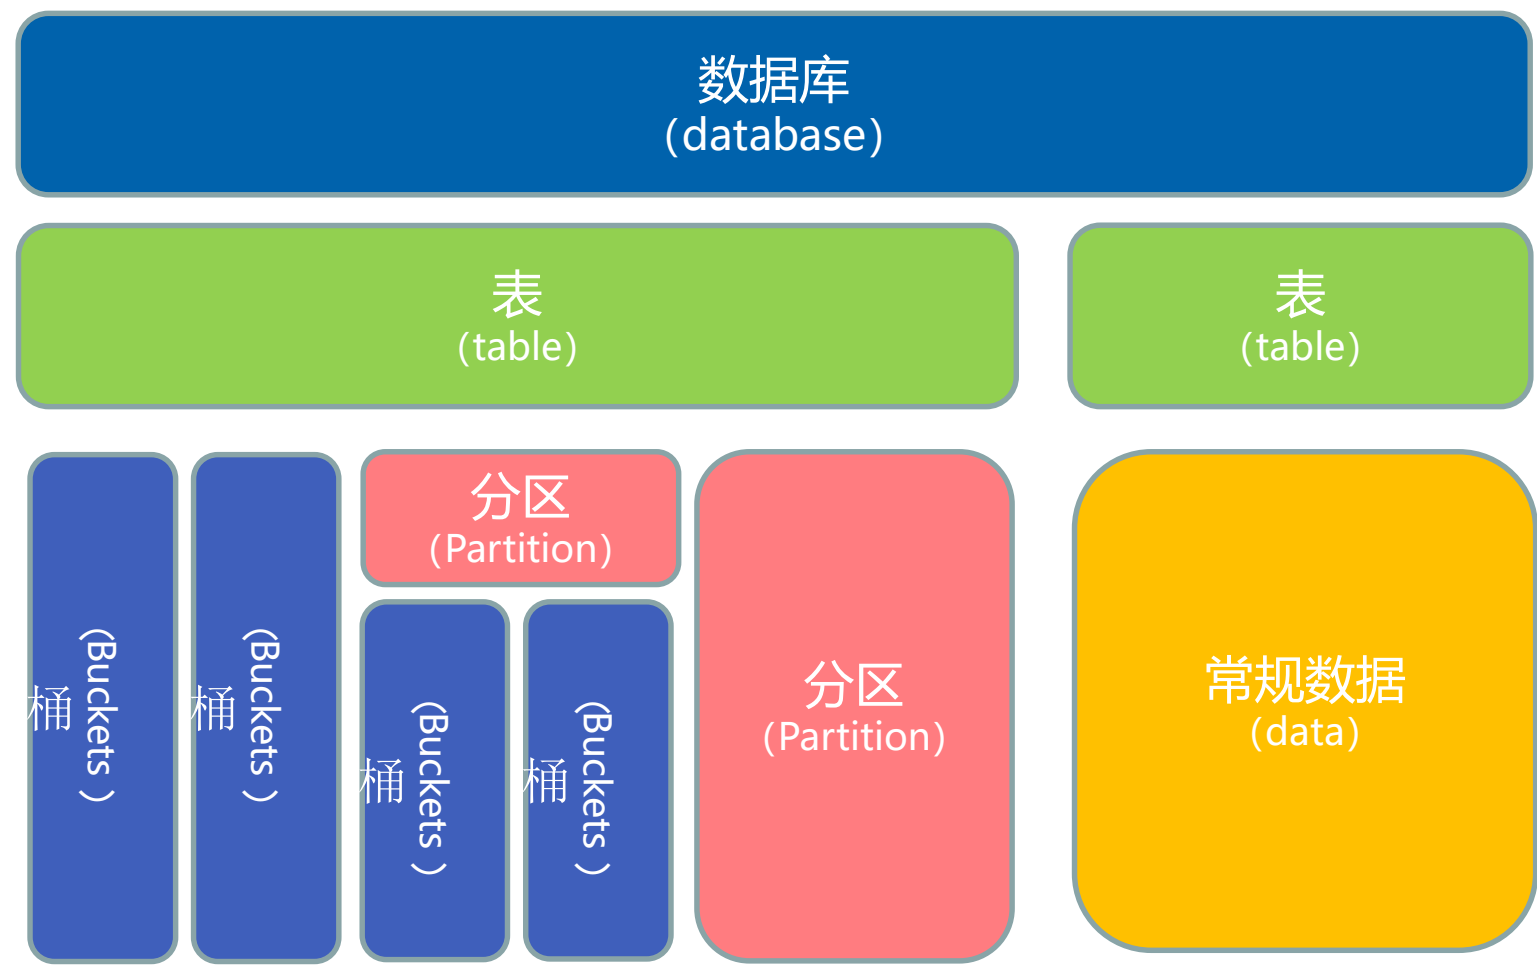 数据库
（database）
表
（table）
表
（table）
桶
（Buckets ）
桶
（Buckets ）
分区
（Partition）
桶
（Buckets ）
桶
（Buckets ）
分区
（Partition）
常规数据
（data）